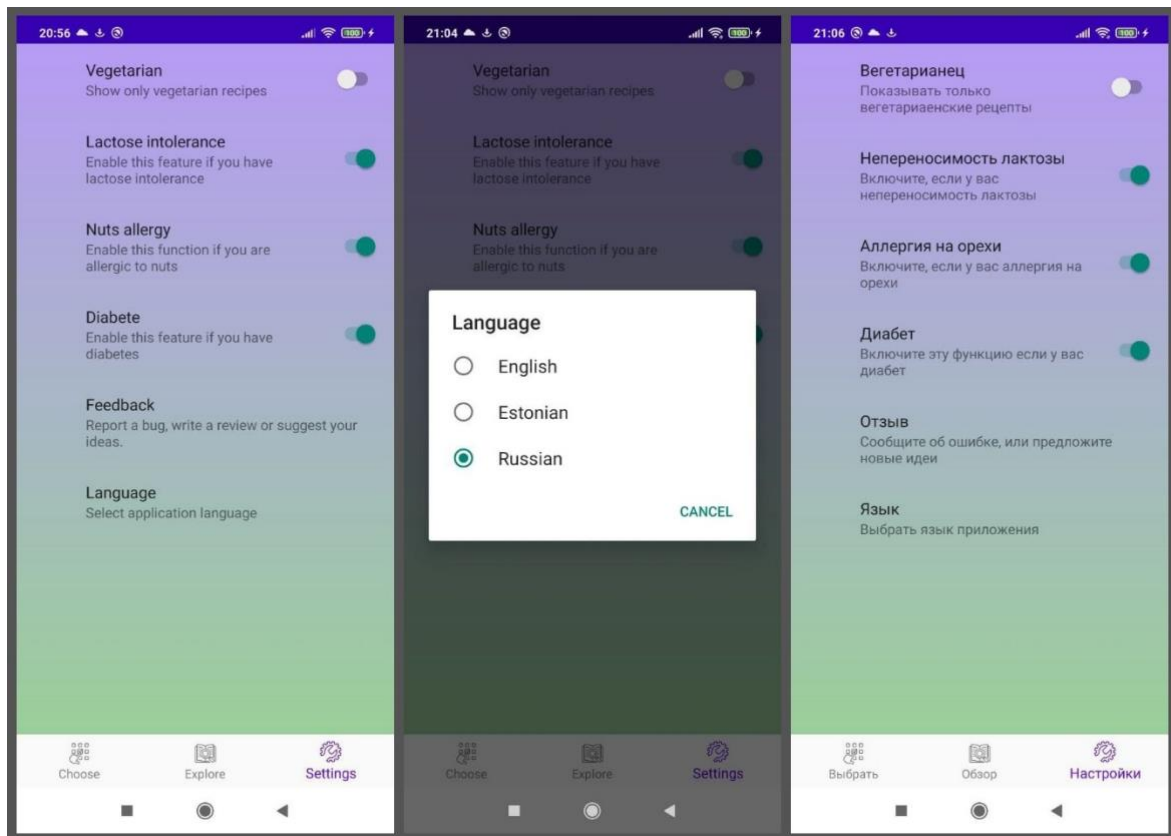 20:56
100
Vegetarian
Show only vegetarian recipes
Lactose intolerance
Enable this feature if you have
lactose intolerance
Nuts allergy
Enable this function if you are
allergic to nuts
Diabete
Enable this feature if you have
diabetes
Feedback
Report a bug, write a review or suggest your
ideas.
Language
Select application language
Choose
Explore
Settings
21:04
100
Vegetarian
Show only vegetarian recipes
Lactose intolerance
Enable this feature if you have
lactose intolerance
Nuts allergy
Enable this function if you are
allergic to nuts
Language
English
Estonian
Russian
CANCEL
Choose
Explore
Settings
21:06
100
Вегетарианец
Показывать только
вегетариаенские рецепты
Непереносимость лактозы
Включите, если у вас
непереносимость лактозы
Аллергия на орехи
Включите, если у вас аллергия на
орехи
Диабет
Включите эту функцию если у вас
диабет
Отзыв
Сообщите об ошибке, или предложите
новые идеи
Язык
Выбрать язык приложения
Выбрать
Обзор
Настройки